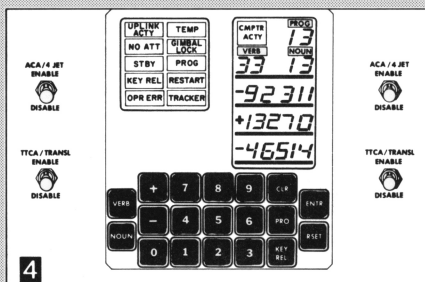 UPLINK ACTY TEMP
NO ATT GIMBAL LOCK
STBY PROG
KEY REL RESTART
OPR ERR TRACKER
CMPTR ACTY PROG
13
VERB NOUN
33 13
-92311
+13270
-46514
ACA / 4 JET
ENABLE
DISABLE
TTCA / TRANSL
ENABLE
DISABLE
ACA / 4 JET
ENABLE
DISABLE
TTCA / TRANSL
ENABLE
DISABLE
VERB
NOUN
+ 7 8 9 CLR
- 4 5 6 PRO
0 1 2 3 KEY REL
ENTR
RSET
4